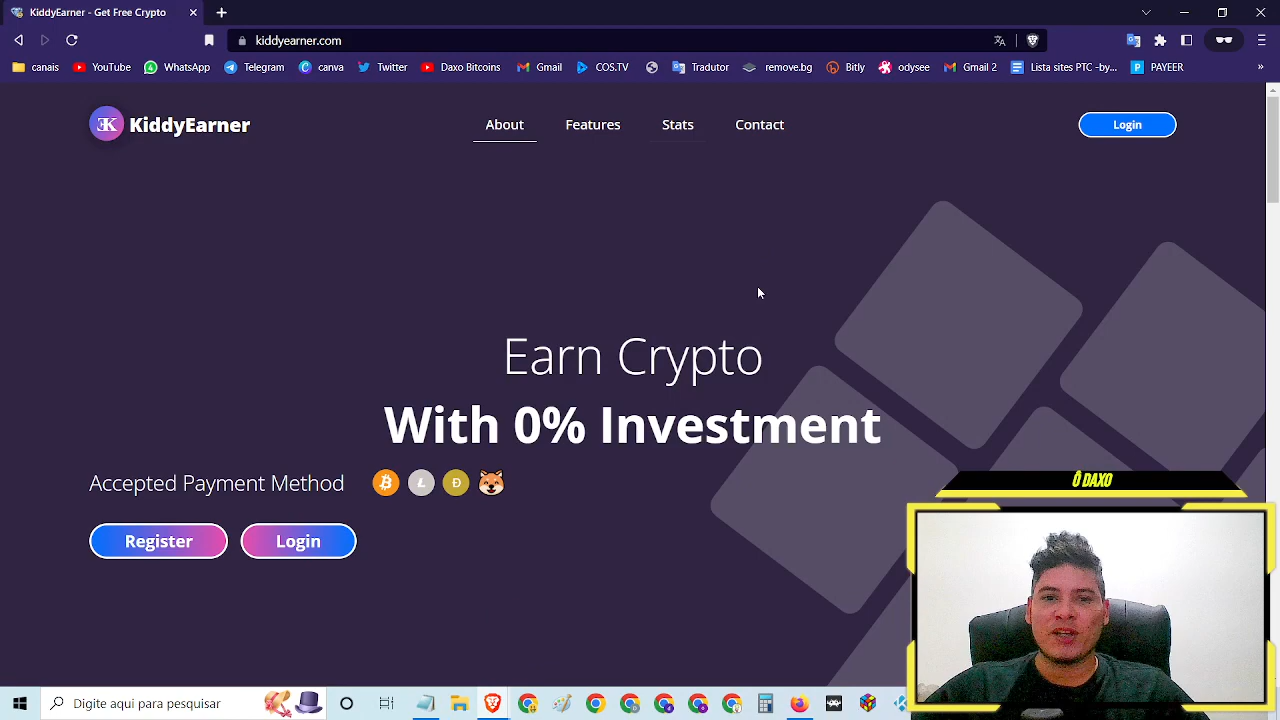 KiddyEarner - Get Free Crypto
kiddyearner.com
canais YouTube WhatsApp Telegram canva Twitter Daxo Bitcoins Gmail COS.TV Tradutor remove.bg Bitly odysee Gmail 2 Lista sites PTC -by... PAYEER
KiddyEarner About Features Stats Contact Login
Earn Crypto
With 0% Investment
Accepted Payment Method
Register Login
Ô DAXO
Digite aqui para pesquisar